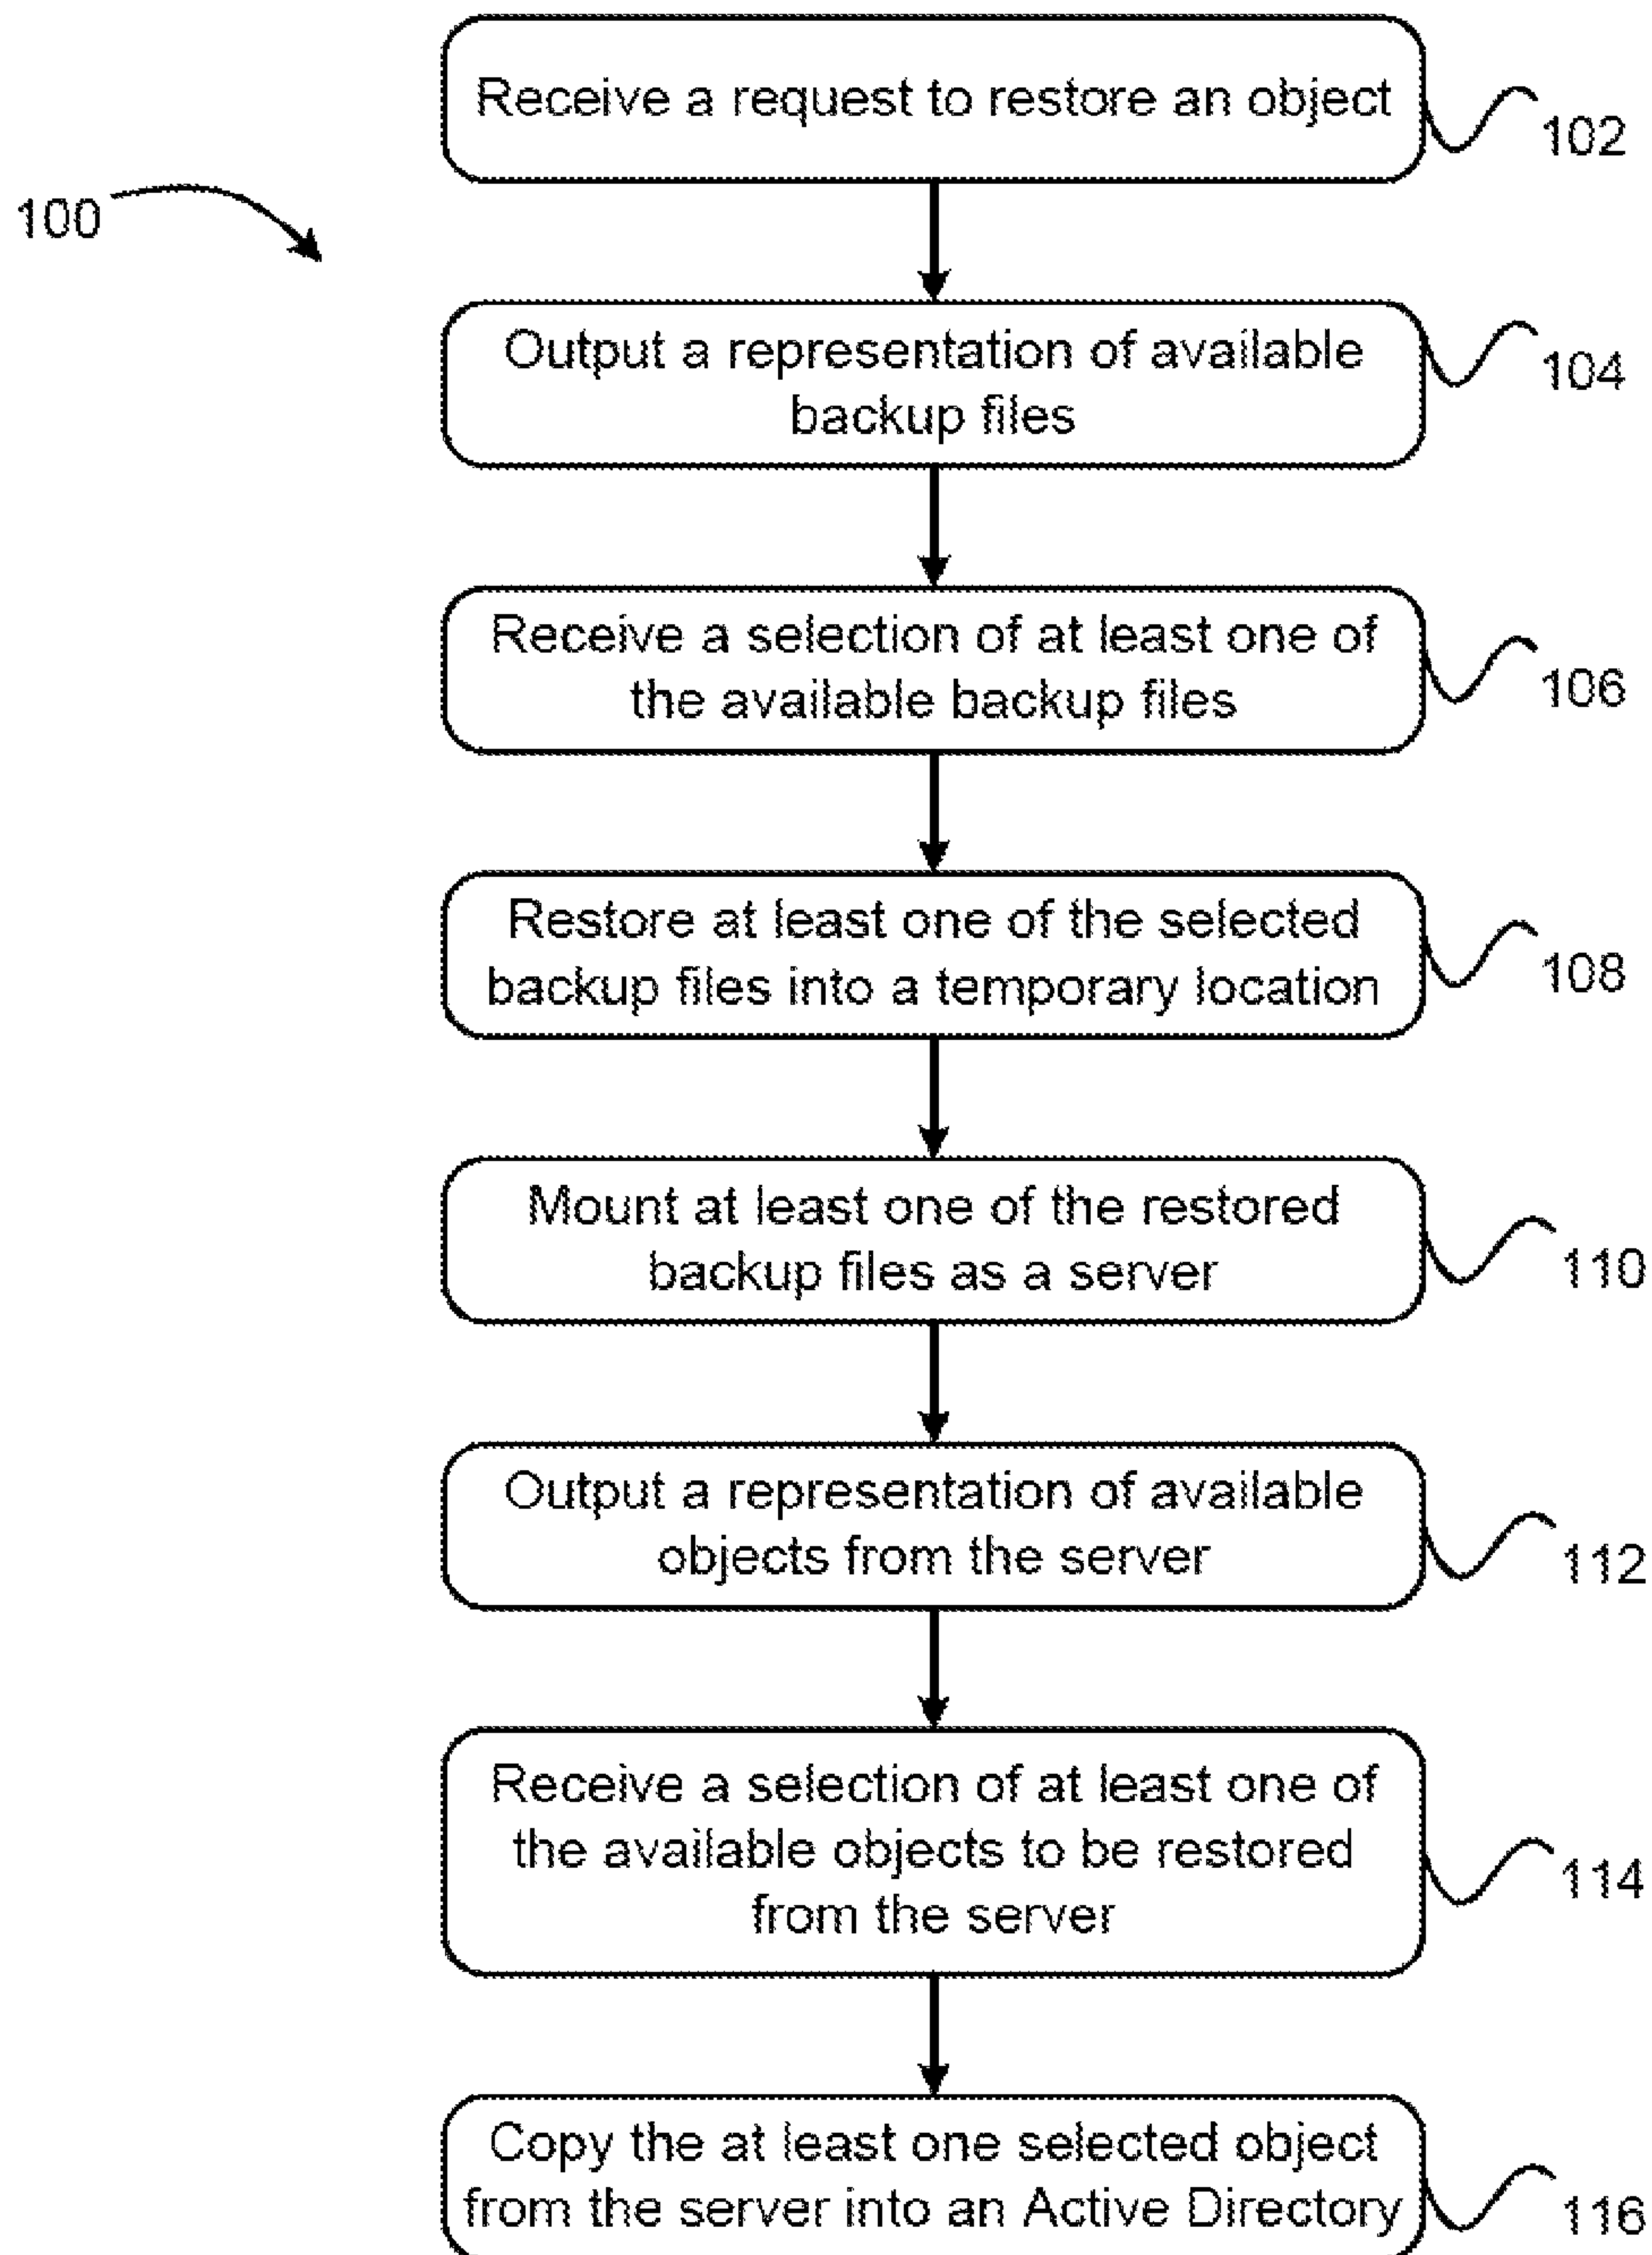 Receive a request to restore an object
102
100
Output a representation of available
backup files
104
Receive a selection of at least one of
the available backup files
106
Restore at least one of the selected
backup files into a temporary location
108
Mount at least one of the restored
backup files as a server
110
Output a representation of available
objects from the server
112
Receive a selection of at least one of
the available objects to be restored
from the server
114
Copy the at least one selected object
from the server into an Active Directory
116